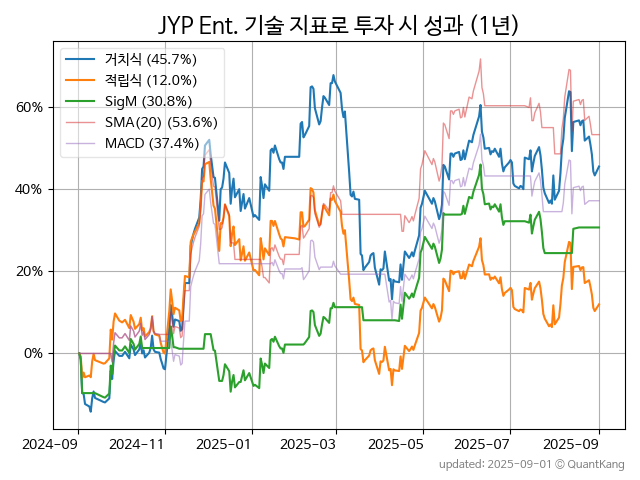 JYP Ent. 기술 지표로 투자 시 성과 (1년)
거치식 (45.7%)
적립식 (12.0%)
SigM (30.8%)
SMA(20) (53.6%)
MACD (37.4%)
60%
40%
20%
0%
2024-09 2024-11 2025-01 2025-03 2025-05 2025-07 2025-09
updated: 2025-09-01 © QuantKang